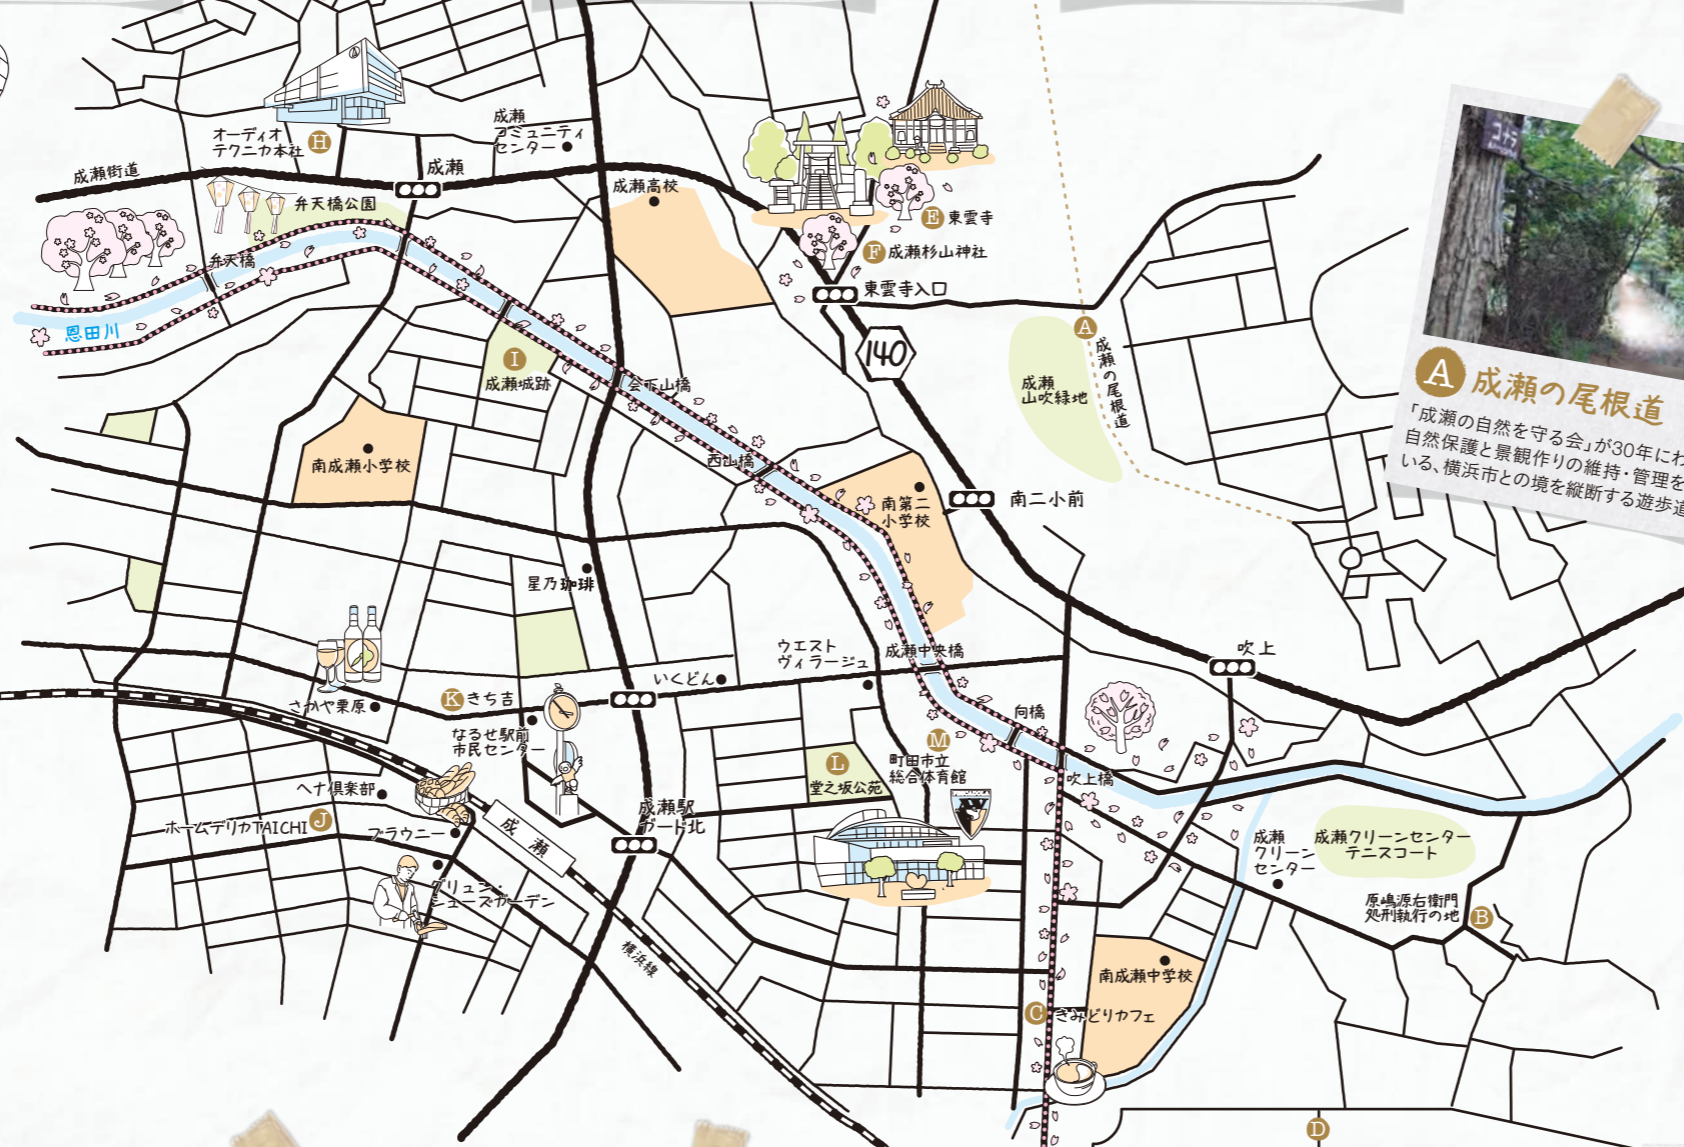 オーディオ
テクニカ本社
H
成瀬
コミュニティ
センター
成瀬街道
成瀬
弁天橋公園
弁天橋
恩田川
成瀬高校
E 東雲寺
F 成瀬杉山神社
東雲寺入口
140
A
成瀬の尾根道
成瀬
山吹緑地
コナラ
A 成瀬の尾根道
「成瀬の自然を守る会」が30年にわ
自然保護と景観作りの維持・管理を
いる、横浜市との境を縦断する遊歩道
I
成瀬城跡
会下山橋
南成瀬小学校
西山橋
南第二
小学校
南二小前
星乃珈琲
ウエスト
ヴィラージュ
成瀬中央橋
吹上
いくどん
さかや栗原
K きち吉
なるせ駅前
市民センター
向橋
M
町田市立
総合体育館
L
堂之坂公苑
吹上橋
ヘナ倶楽部
ホームデリカTAICHI
J
ブラウニー
成瀬
成瀬駅
ガード北
グリュン・
シューズガーデン
横浜線
成瀬
クリーン
センター
成瀬クリーンセンター
テニスコート
原嶋源右衛門
処刑執行の地
B
南成瀬中学校
C きみどりカフェ
D